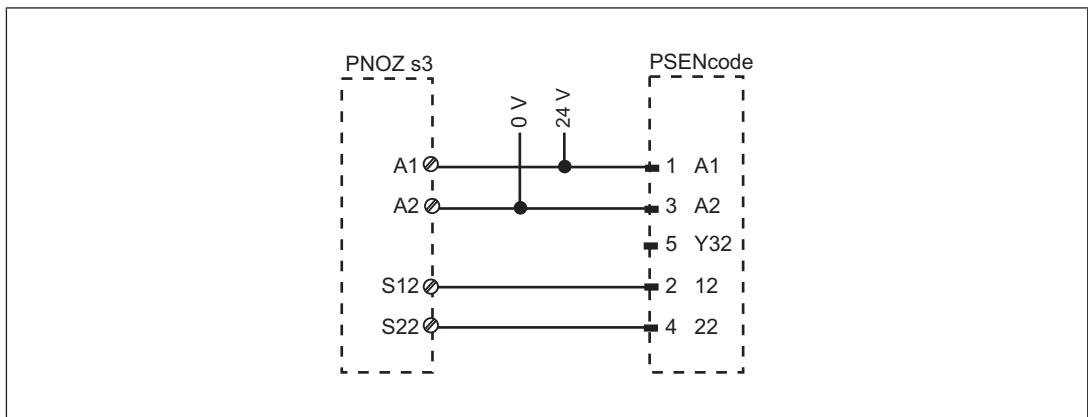 PNOZ s3 PSENcode
0 V
24 V
A1 1 A1
A2 3 A2
5 Y32
S12 2 12
S22 4 22